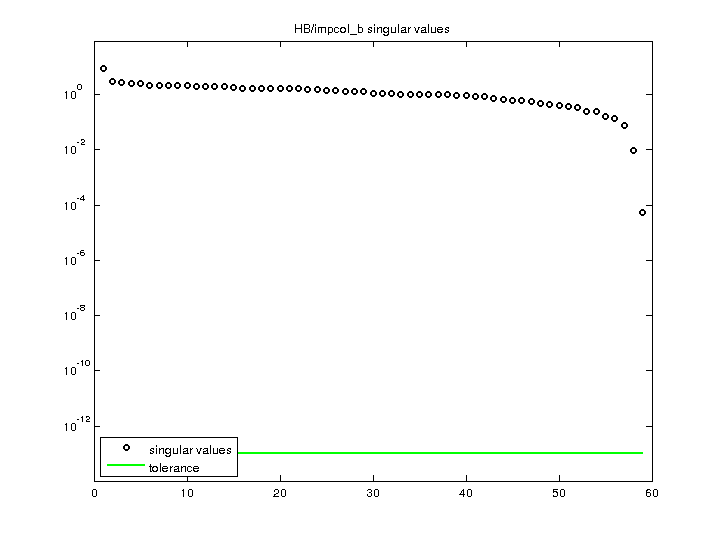 HB/impcol_b singular values
10^0
10^-2
10^-4
10^-6
10^-8
10^-10
10^-12
singular values
tolerance
0 10 20 30 40 50 60